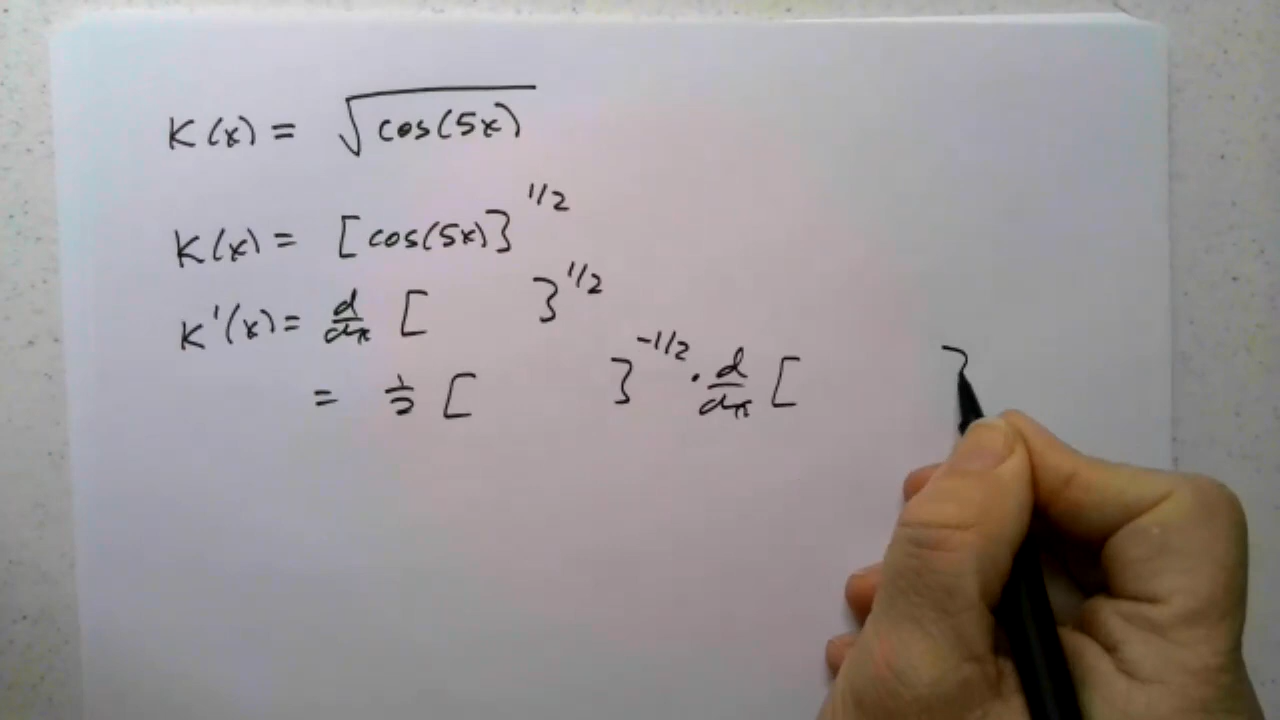 K(x) = √cos(5x)
K(x) = [cos(5x)]^1/2
K'(x) = d/dx [ ]^1/2
= 1/2 [ ]^-1/2 · d/dx [ ]